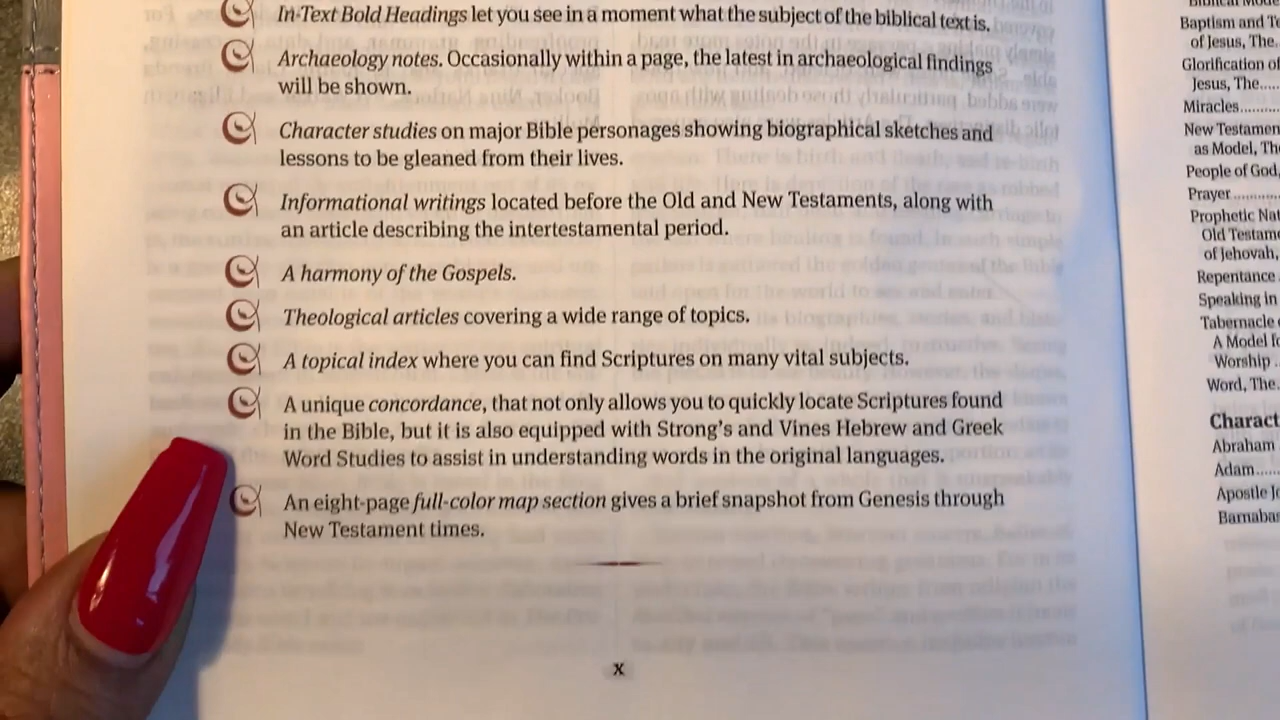 In-Text Bold Headings let you see in a moment what the subject of the biblical text is.
Archaeology notes. Occasionally within a page, the latest in archaeological findings
will be shown.
Character studies on major Bible personages showing biographical sketches and
lessons to be gleaned from their lives.
Informational writings located before the Old and New Testaments, along with
an article describing the intertestamental period.
A harmony of the Gospels.
Theological articles covering a wide range of topics.
A topical index where you can find Scriptures on many vital subjects.
A unique concordance, that not only allows you to quickly locate Scriptures found
in the Bible, but it is also equipped with Strong's and Vines Hebrew and Greek
Word Studies to assist in understanding words in the original languages.
An eight-page full-color map section gives a brief snapshot from Genesis through
New Testament times.
x
Baptism and
of Jesus, The
Glorification of
Jesus, The.....
Miracles........
New Testamen
as Model, Th
People of God,
Prayer..........
Prophetic Na
Old Testame
of Jehovah,
Repentance
Speaking in
Tabernacle
A Model fo
Worship ..
Word, The
Charact
Abraham
Adam.....
Apostle J
Barnaba